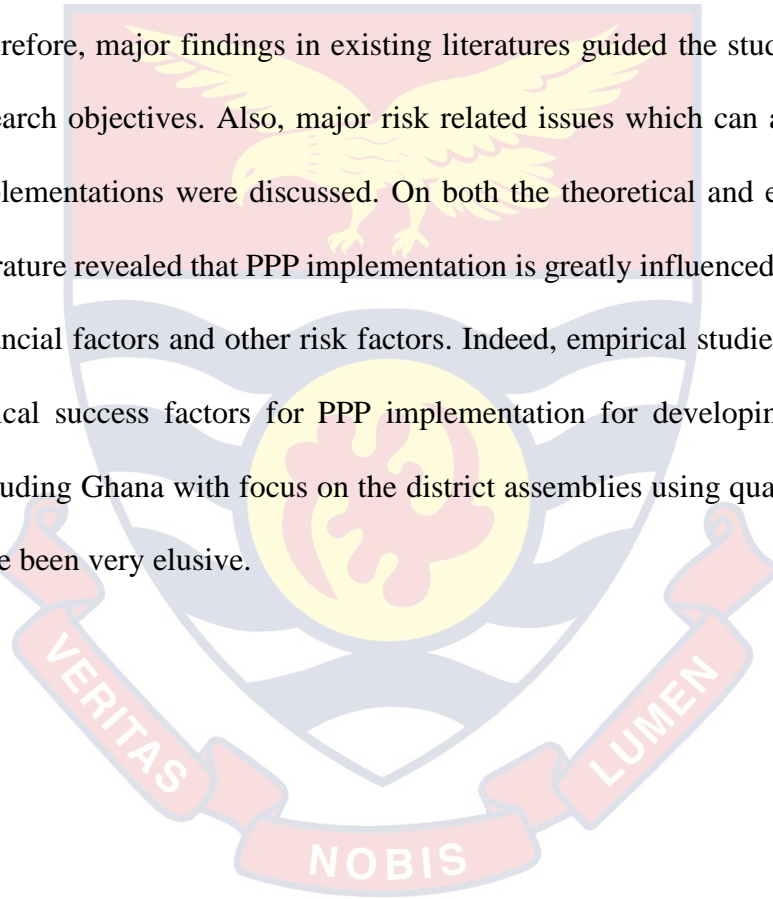 refore, major findings in existing literatures guided the stud
earch objectives. Also, major risk related issues which can a
plementations were discussed. On both the theoretical and e
rature revealed that PPP implementation is greatly influenced
ancial factors and other risk factors. Indeed, empirical studie
ical success factors for PPP implementation for developin
uding Ghana with focus on the district assemblies using qua
e been very elusive.
VERITAS
NOBIS
LUMEN